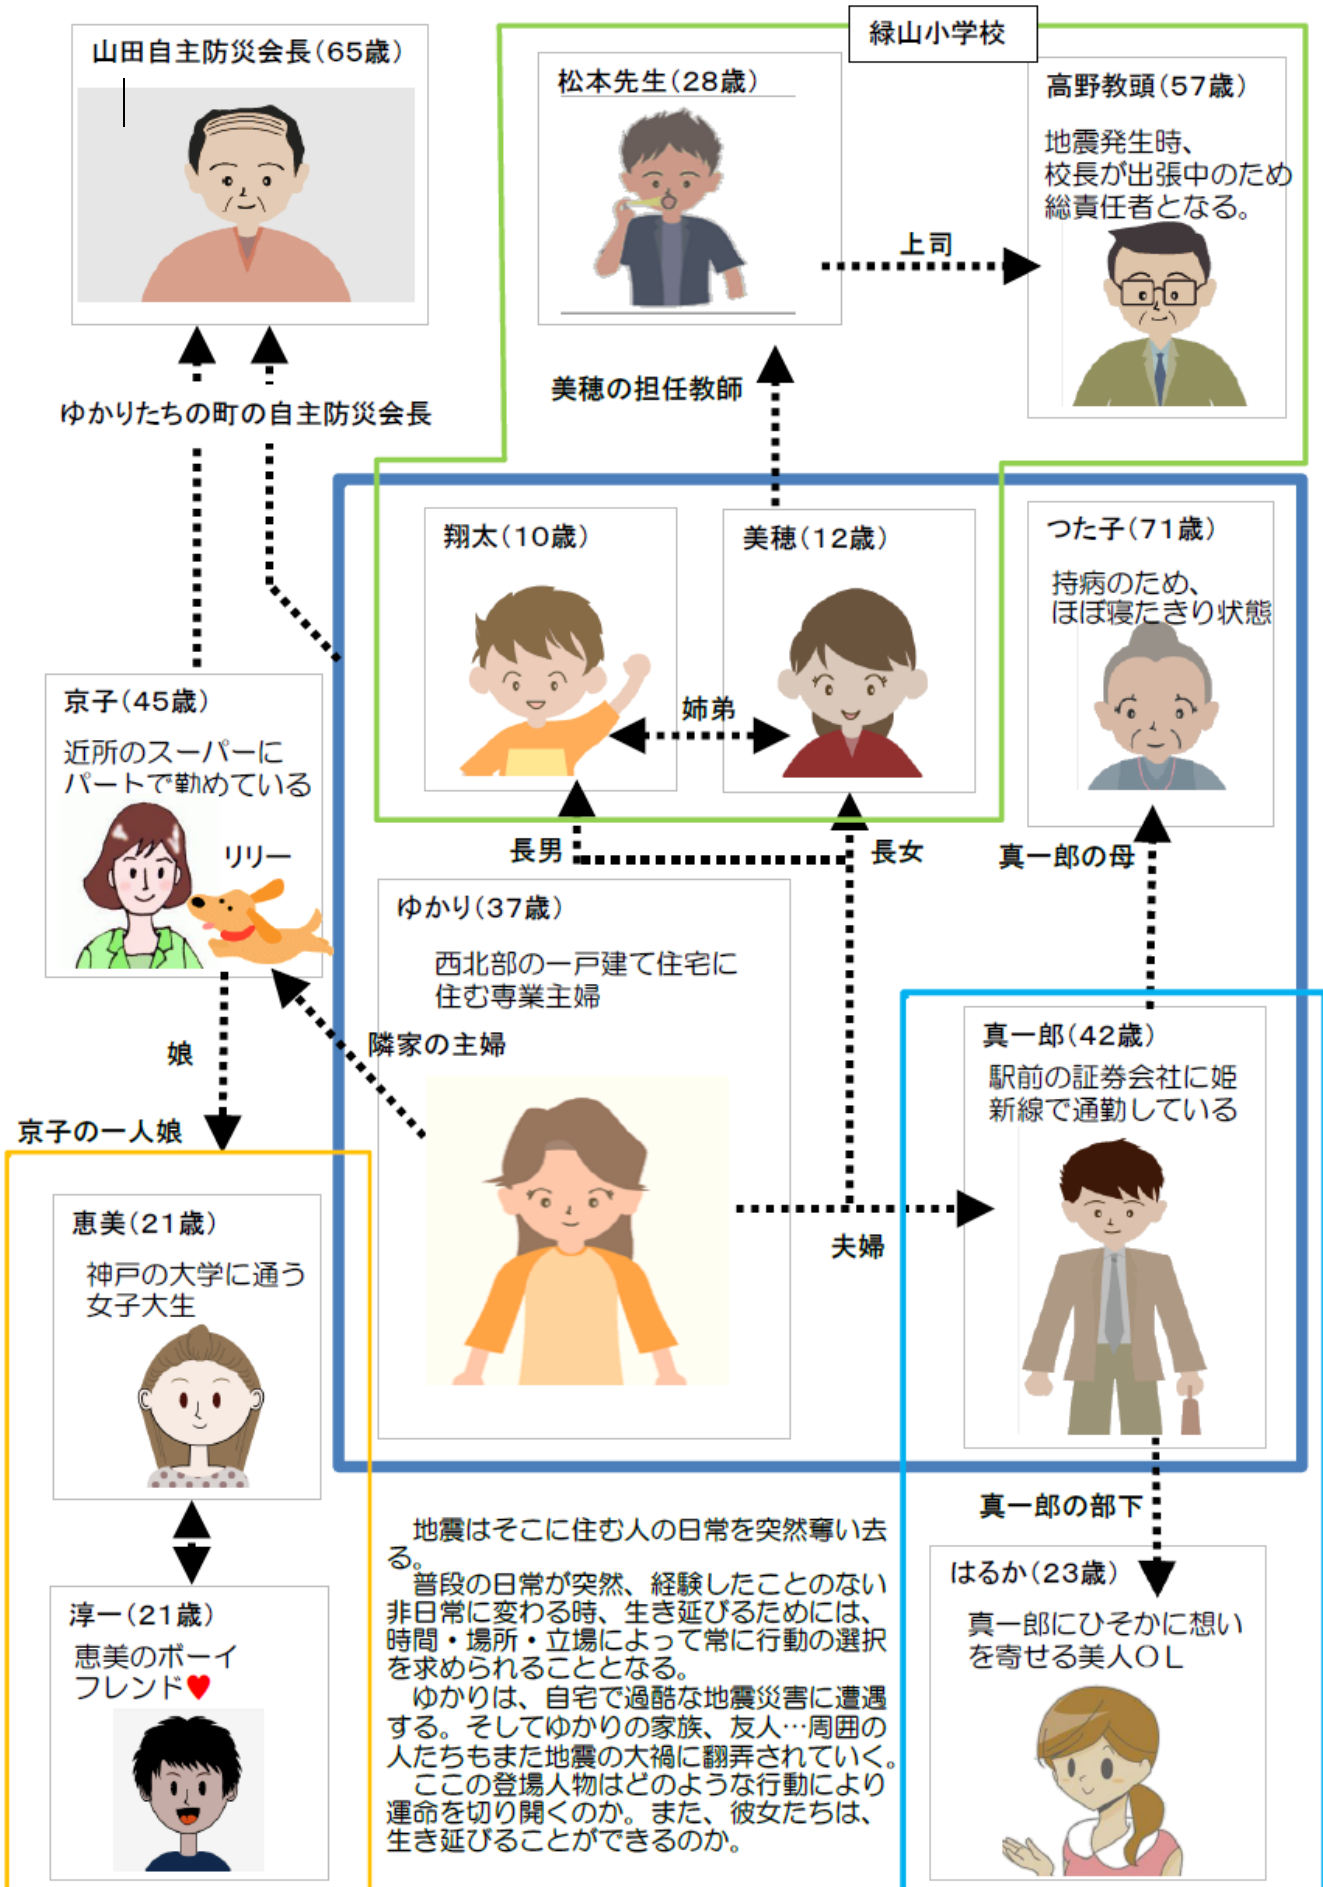 緑山小学校
山田自主防災会長(65歳)
松本先生(28歳)
高野教頭(57歳)
地震発生時、
校長が出張中のため
総責任者となる。
上司
美穂の担任教師
ゆかりたちの町の自主防災会長
翔太(10歳)
美穂(12歳)
つた子(71歳)
持病のため、
ほぼ寝たきり状態
姉弟
京子(45歳)
近所のスーパーに
パートで勤めている
リリー
長男
長女
真一郎の母
ゆかり(37歳)
西北部の一戸建て住宅に
住む専業主婦
隣家の主婦
娘
京子の一人娘
真一郎(42歳)
駅前の証券会社に姫
新線で通勤している
夫婦
恵美(21歳)
神戸の大学に通う
女子大生
真一郎の部下
淳一(21歳)
恵美のボーイ
フレンド♥
はるか(23歳)
真一郎にひそかに想い
を寄せる美人OL
地震はそこに住む人の日常を突然奪い去
る。
普段の日常が突然、経験したことのない
非日常に変わる時、生き延びるためには、
時間・場所・立場によって常に行動の選択
を求められることとなる。
ゆかりは、自宅で過酷な地震災害に遭遇
する。そしてゆかりの家族、友人…周囲の
人たちもまた地震の大禍に翻弄されていく。
ここの登場人物はどのような行動により
運命を切り開くのか。また、彼女たちは、
生き延びることができるのか。